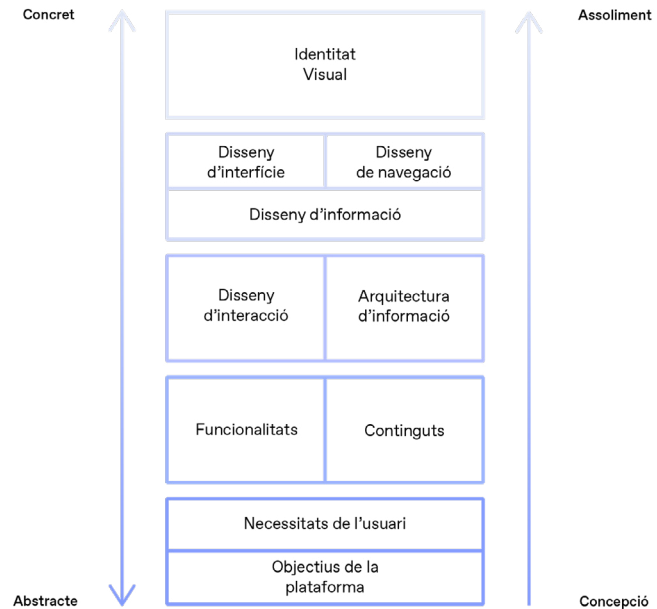 Concret
Assoliment
Identitat
Visual
Disseny
d’interfície
Disseny
de navegació
Disseny d’informació
Disseny
d’interacció
Arquitectura
d’informació
Funcionalitats
Continguts
Necessitats de l’usuari
Objectius de la
plataforma
Abstracte
Concepció